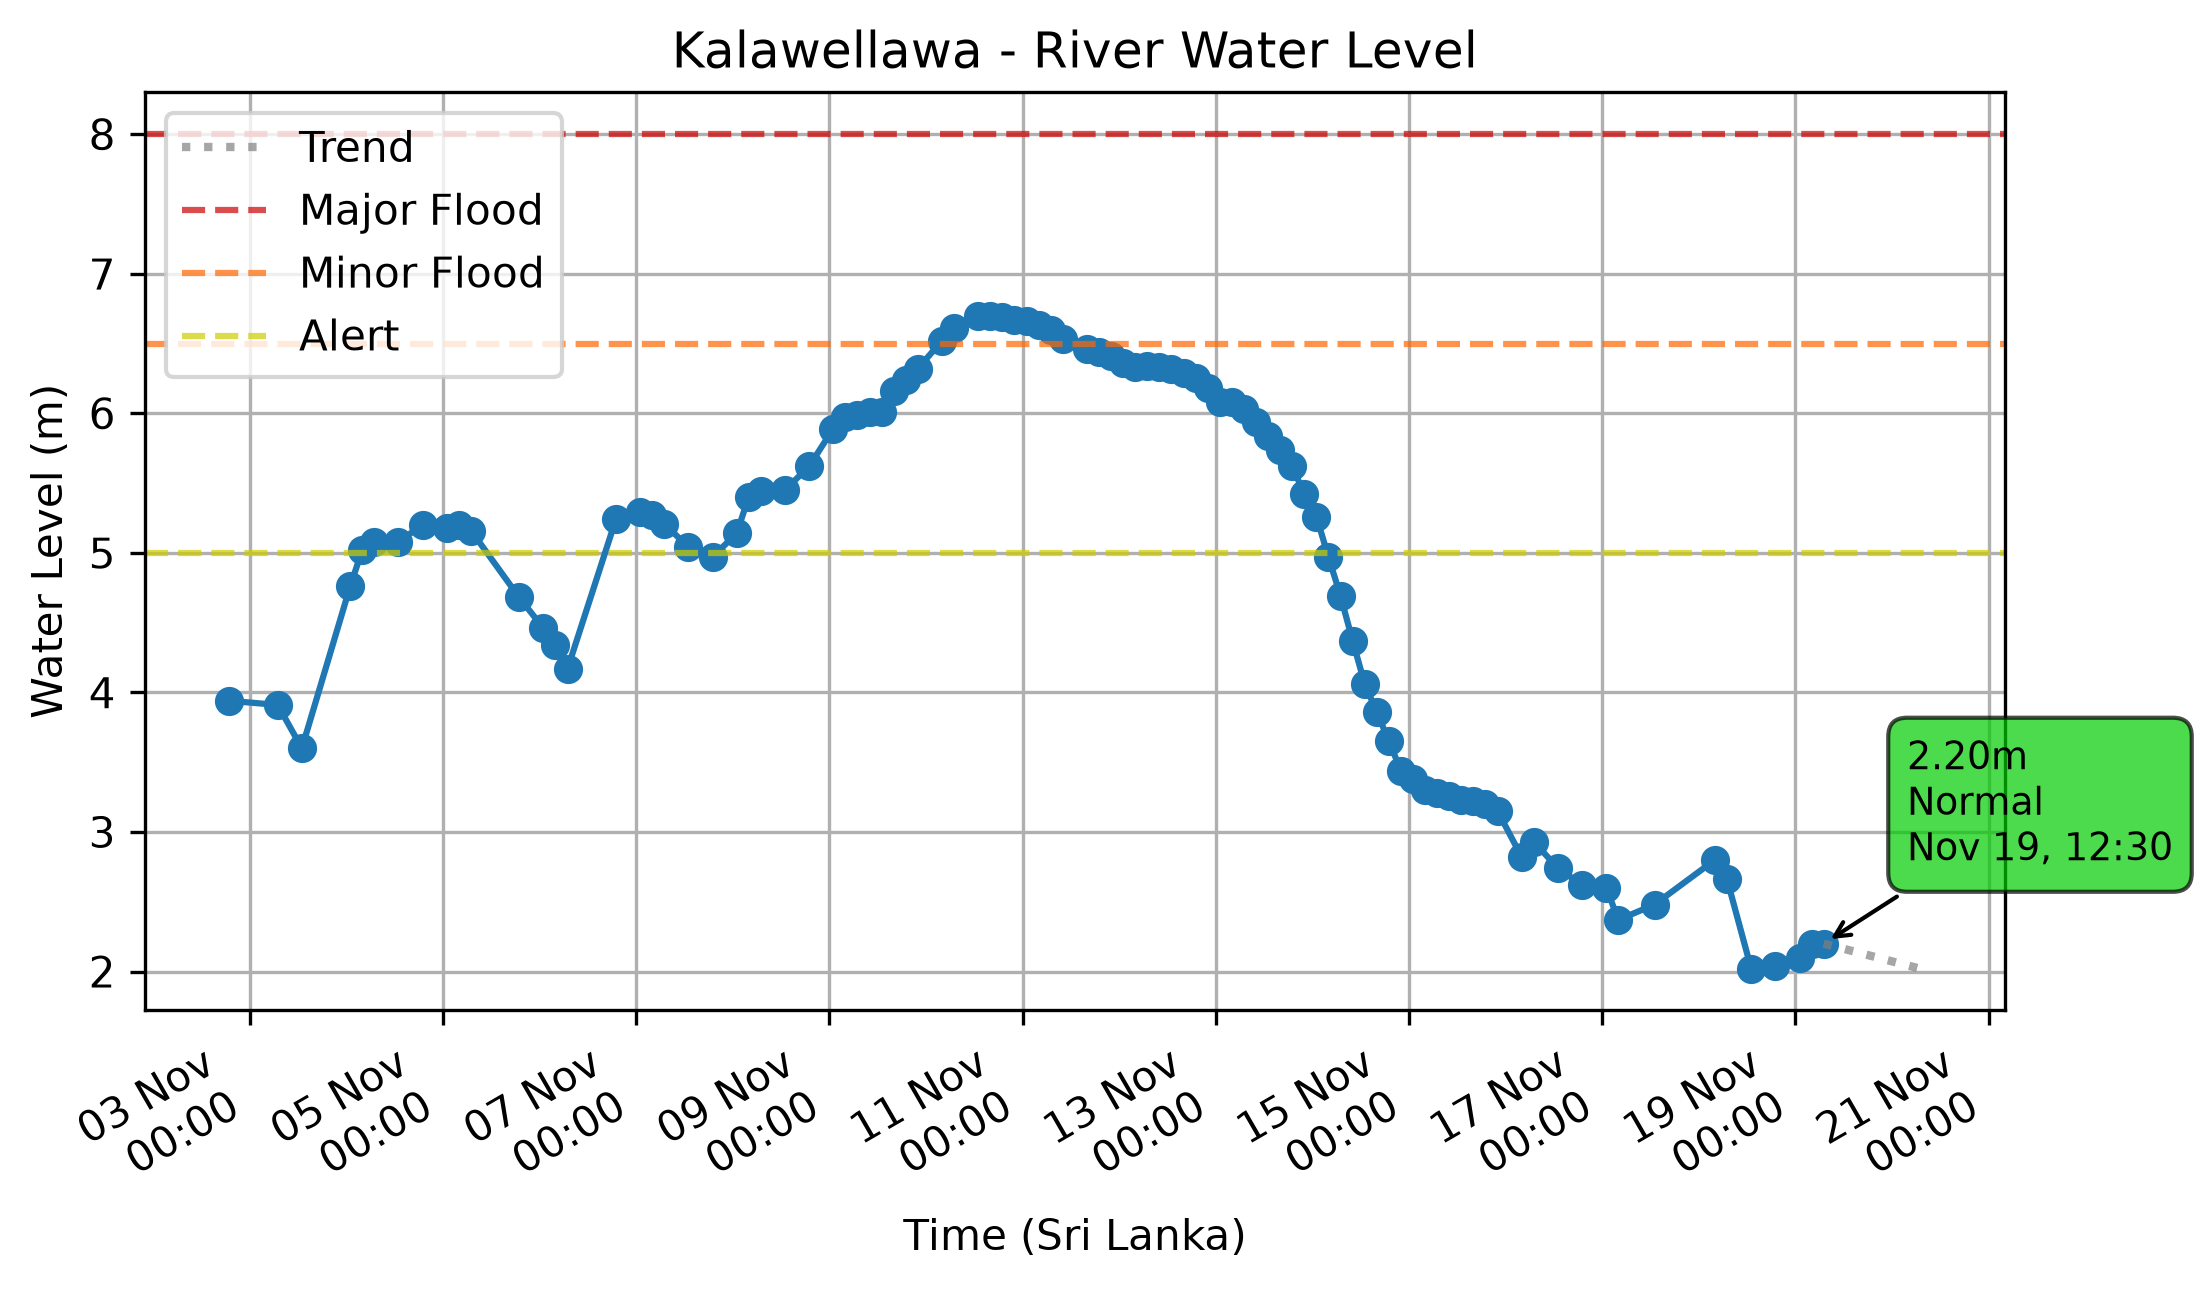 Kalawellawa - River Water Level
Trend
Major Flood
Minor Flood
Alert
8
7
6
5
4
3
2
Water Level (m)
2.20m
Normal
Nov 19, 12:30
03 Nov
00:00
05 Nov
00:00
07 Nov
00:00
09 Nov
00:00
11 Nov
00:00
13 Nov
00:00
15 Nov
00:00
17 Nov
00:00
19 Nov
00:00
21 Nov
00:00
Time (Sri Lanka)